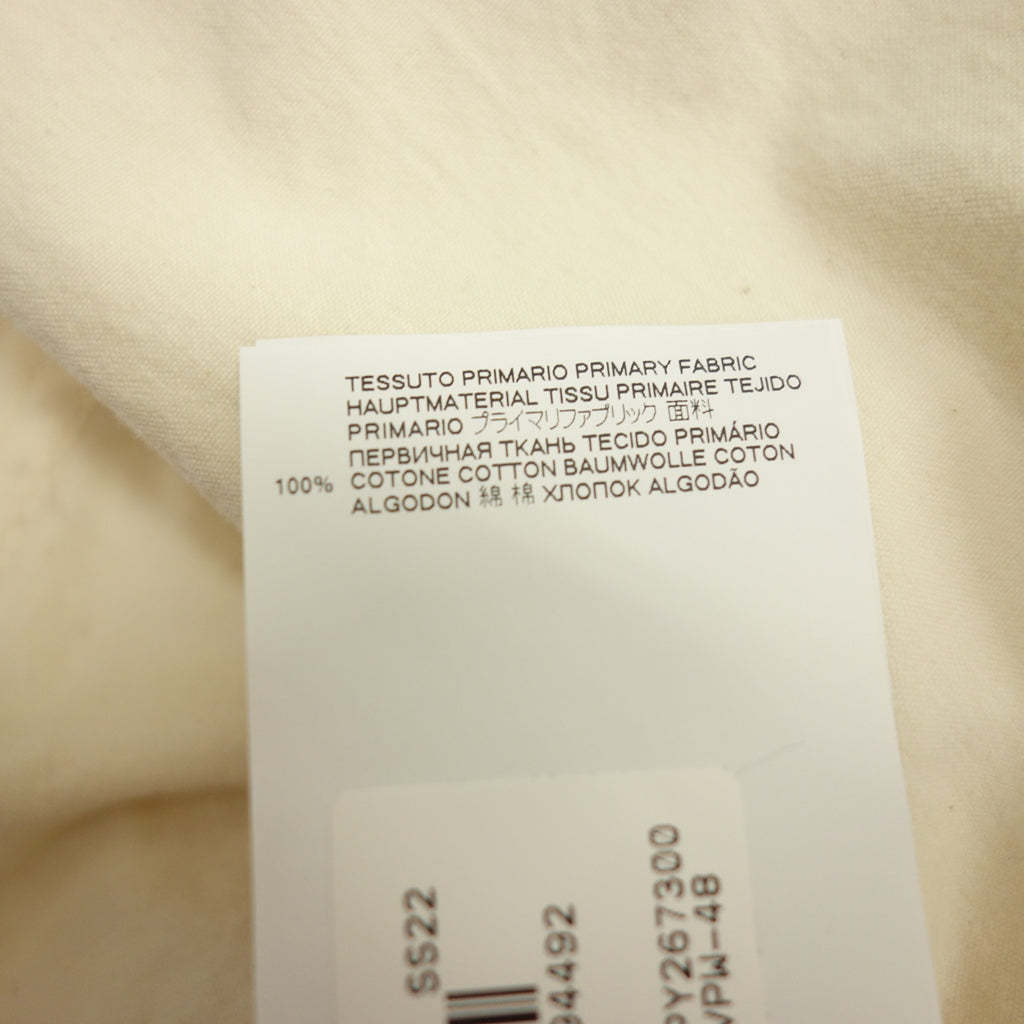 TESSUTO PRIMARIO PRIMARY FABRIC
HAUPTMATERIAL TISSU PRIMAIRE TEJIDO
PRIMARIO プライマリファブリック 面料
ПЕРВИЧНАЯ ТКАНЬ TECIDO PRIMÁRIO
100% COTONE COTTON BAUMWOLLE COTON
ALGODON 綿 棉 ХЛОПОК ALGODÃO
SS22
94492
PY267300
VPW-48